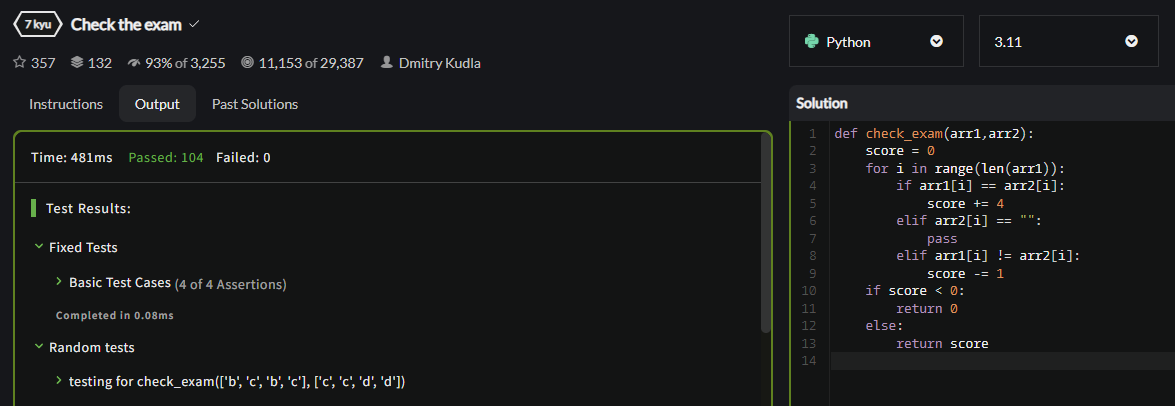 7 kyu Check the exam
357 132 93% of 3,255 11,153 of 29,387 Dmitry Kudla
Instructions Output Past Solutions
Time: 481ms Passed: 104 Failed: 0
Test Results:
Fixed Tests
Basic Test Cases (4 of 4 Assertions)
Completed in 0.08ms
Random tests
testing for check_exam(['b', 'c', 'b', 'c'], ['c', 'c', 'd', 'd'])
Python 3.11
Solution
1 def check_exam(arr1,arr2):
2     score = 0
3     for i in range(len(arr1)):
4         if arr1[i] == arr2[i]:
5             score += 4
6         elif arr2[i] == "":
7             pass
8         elif arr1[i] != arr2[i]:
9             score -= 1
10     if score < 0:
11         return 0
12     else:
13         return score
14